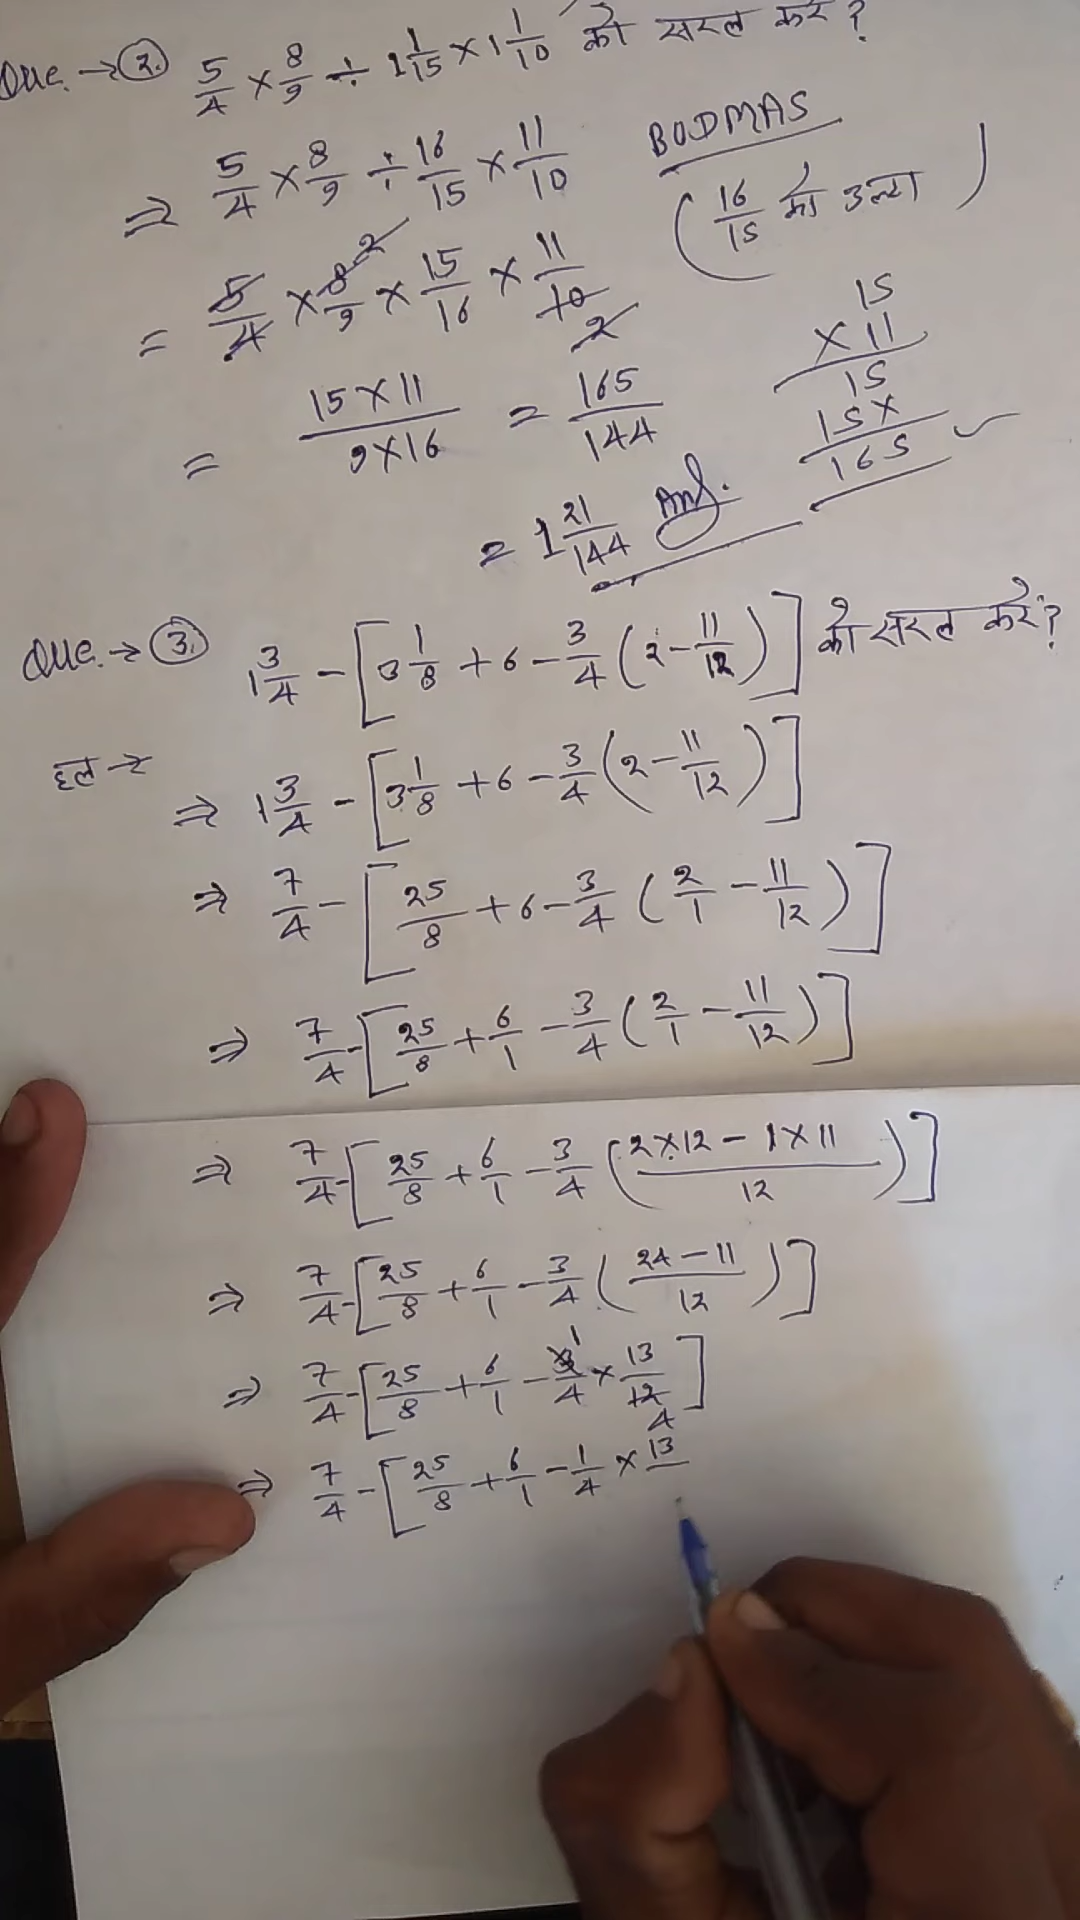 Que. → (2.) 5/4 × 8/9 ÷ 1 1/15 × 1 1/10 को सरल करें ?
⇒ 5/4 × 8/9 ÷ 16/15 × 11/10
BODMAS
(16/15 का उल्टा)
= 5/4 × 8/9 2 × 15/16 × 11/10 2
= 15×11/9×16 = 165/144
15
× 11
15
15×
165 ✓
= 1 21/144 Ans.
Que. → (3.) 1 3/4 - [3 1/8 + 6 - 3/4 (2 - 11/12)] को सरल करें ?
हल →
⇒ 1 3/4 - [3 1/8 + 6 - 3/4 (2 - 11/12)]
⇒ 7/4 - [25/8 + 6 - 3/4 (2/1 - 11/12)]
⇒ 7/4 - [25/8 + 6/1 - 3/4 (2/1 - 11/12)]
⇒ 7/4 - [25/8 + 6/1 - 3/4 (2×12 - 1×11/12)]
⇒ 7/4 - [25/8 + 6/1 - 3/4 (24 - 11/12)]
⇒ 7/4 - [25/8 + 6/1 - 3 1/4 × 13/12 4]
⇒ 7/4 - [25/8 + 6/1 - 1/4 × 13/